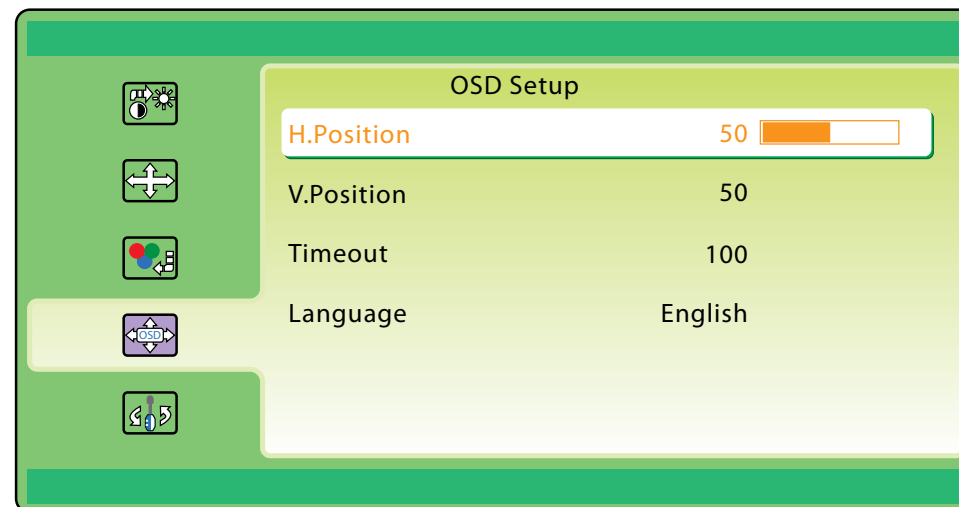 OSD Setup
H.Position 50
V.Position 50
Timeout 100
Language English
OSD